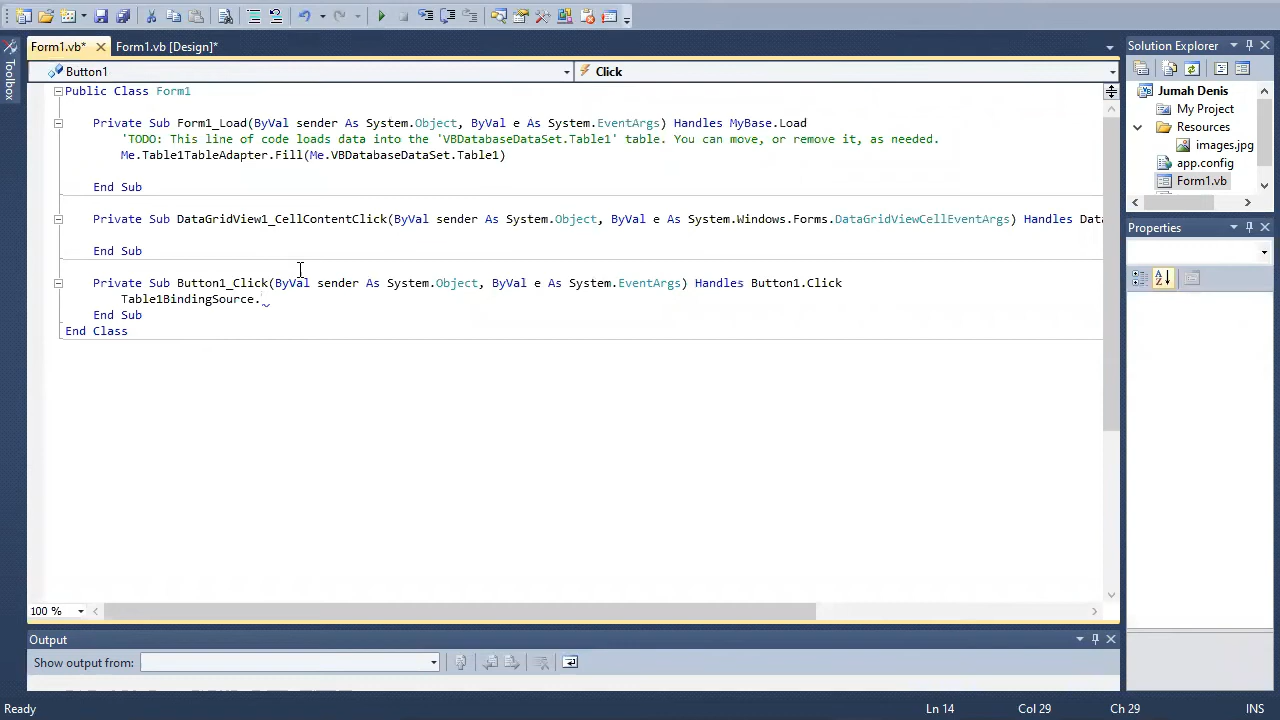 Form1.vb*
Form1.vb [Design]*
Toolbox
Button1
Click
Public Class Form1
Private Sub Form1_Load(ByVal sender As System.Object, ByVal e As System.EventArgs) Handles MyBase.Load
'TODO: This line of code loads data into the 'VBDatabaseDataSet.Table1' table. You can move, or remove it, as needed.
Me.Table1TableAdapter.Fill(Me.VBDatabaseDataSet.Table1)
End Sub
Private Sub DataGridView1_CellContentClick(ByVal sender As System.Object, ByVal e As System.Windows.Forms.DataGridViewCellEventArgs) Handles Data
End Sub
Private Sub Button1_Click(ByVal sender As System.Object, ByVal e As System.EventArgs) Handles Button1.Click
Table1BindingSource.
End Sub
End Class
100 %
Output
Show output from:
Solution Explorer
Jumah Denis
My Project
Resources
images.jpg
app.config
Form1.vb
Properties
Ready
Ln 14
Col 29
Ch 29
INS